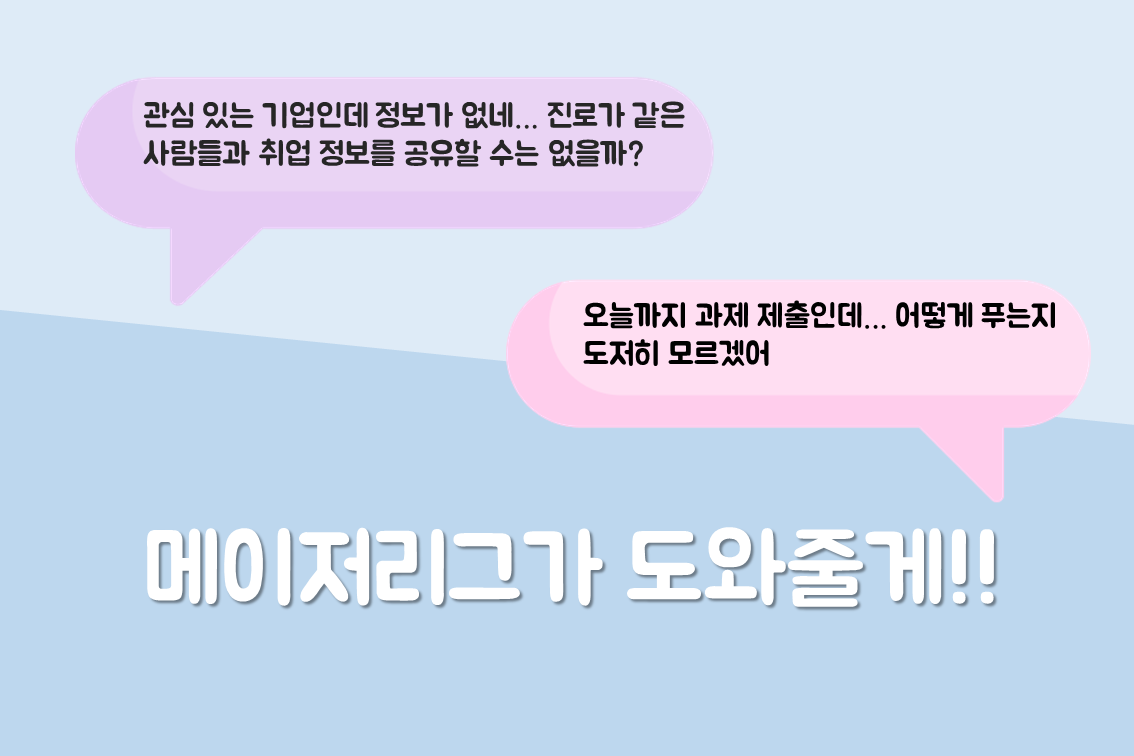 관심 있는 기업인데 정보가 없네... 진로가 같은
사람들과 취업 정보를 공유할 수는 없을까?
오늘까지 과제 제출인데... 어떻게 푸는지
도저히 모르겠어
메이저리그가 도와줄게!!